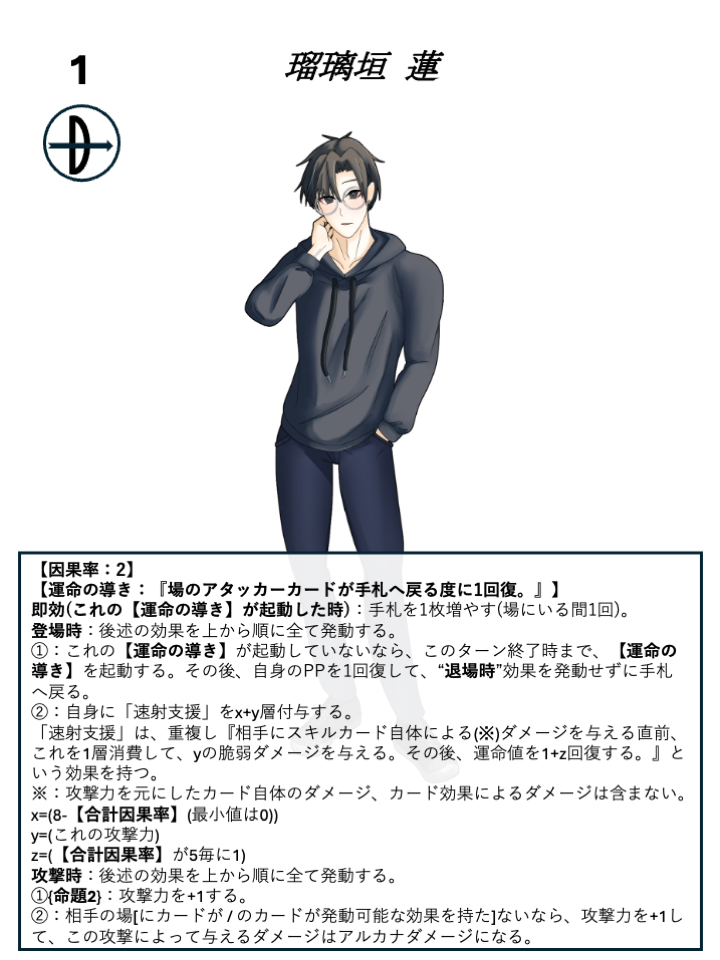 1
瑠璃垣 蓮
【因果率：2】
【運命の導き：『場のアタッカーカードが手札へ戻る度に1回復。』】
即効(これの【運命の導き】が起動した時)：手札を1枚増やす(場にいる間1回)。
登場時：後述の効果を上から順に全て発動する。
①：これの【運命の導き】が起動していないなら、このターン終了時まで、【運命の
導き】を起動する。その後、自身のPPを1回復して、“退場時”効果を発動せずに手札
へ戻る。
②：自身に「速射支援」をx+y層付与する。
「速射支援」は、重複し『相手にスキルカード自体による(※)ダメージを与える直前、
これを1層消費して、yの脆弱ダメージを与える。その後、運命値を1+z回復する。』と
いう効果を持つ。
※：攻撃力を元にしたカード自体のダメージ、カード効果によるダメージは含まない。
x=(8-【合計因果率】(最小値は0))
y=(これの攻撃力)
z=(【合計因果率】が5毎に1)
攻撃時：後述の効果を上から順に全て発動する。
①{命題2}：攻撃力を+1する。
②：相手の場[にカードが / のカードが発動可能な効果を持た]ないなら、攻撃力を+1し
て、この攻撃によって与えるダメージはアルカナダメージになる。